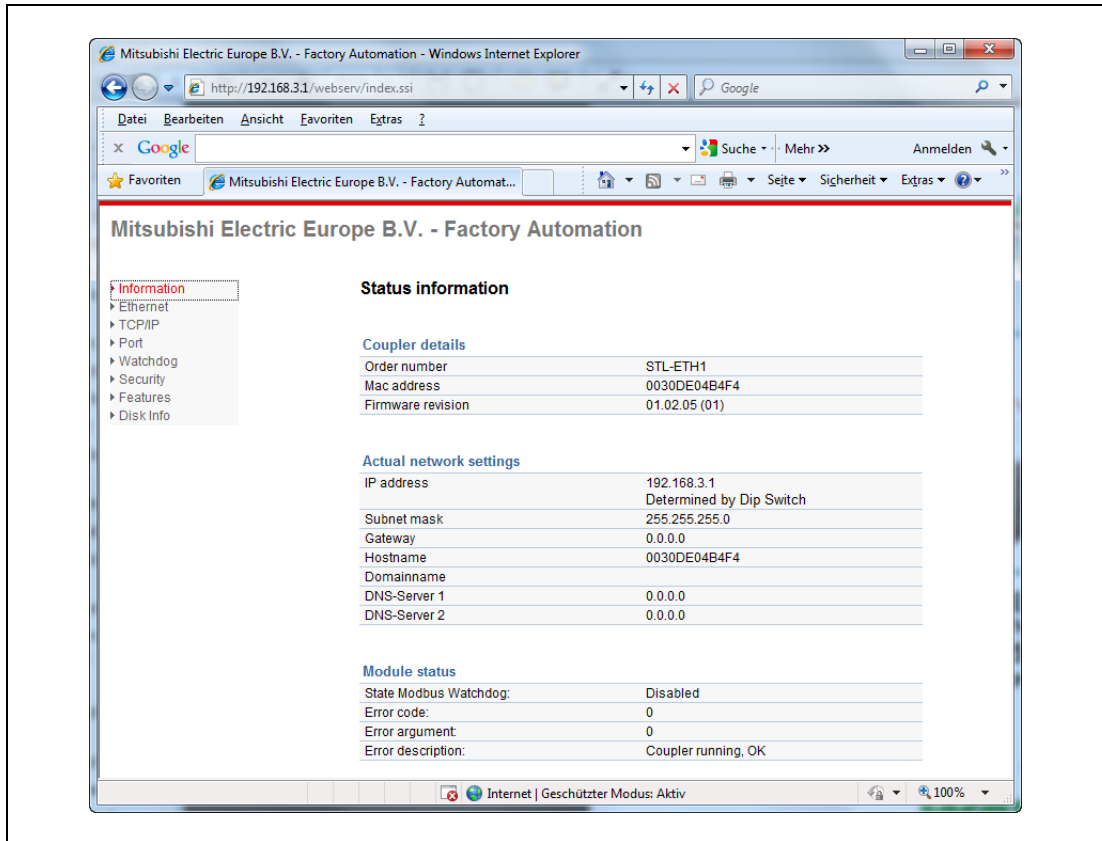 Mitsubishi Electric Europe B.V. - Factory Automation - Windows Internet Explorer
http://192.168.3.1/webserv/index.ssi
Google
Datei Bearbeiten Ansicht Favoriten Extras ?
x Google Suche Mehr >> Anmelden
Favoriten Mitsubishi Electric Europe B.V. - Factory Automat... Seite Sicherheit Extras »
Mitsubishi Electric Europe B.V. - Factory Automation
Information
Ethernet
TCP/IP
Port
Watchdog
Security
Features
Disk Info
Status information
Coupler details
Order number STL-ETH1
Mac address 0030DE04B4F4
Firmware revision 01.02.05 (01)
Actual network settings
IP address 192.168.3.1
Determined by Dip Switch
Subnet mask 255.255.255.0
Gateway 0.0.0.0
Hostname 0030DE04B4F4
Domainname
DNS-Server 1 0.0.0.0
DNS-Server 2 0.0.0.0
Module status
State Modbus Watchdog: Disabled
Error code: 0
Error argument: 0
Error description: Coupler running, OK
Internet | Geschützter Modus: Aktiv 100%